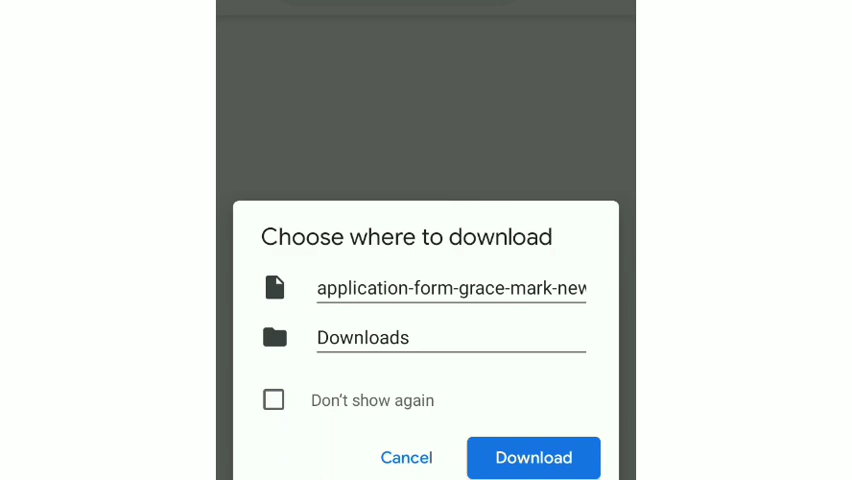 Choose where to download
application-form-grace-mark-new
Downloads
Don't show again
Cancel Download